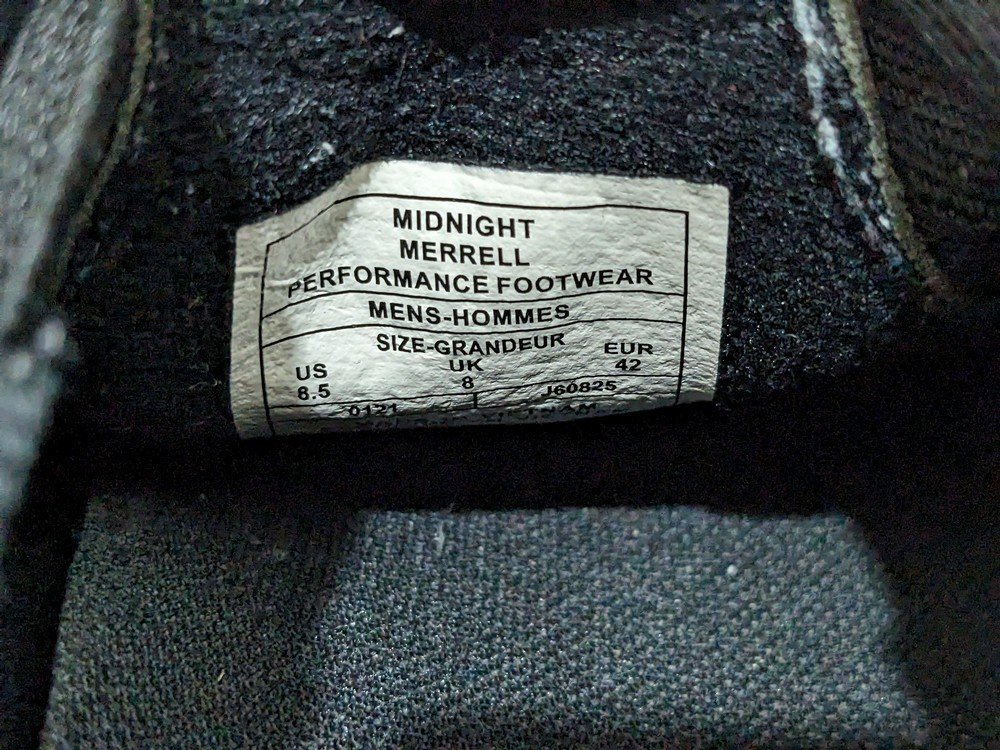 MIDNIGHT
MERRELL
PERFORMANCE FOOTWEAR
MENS-HOMMES
SIZE-GRANDEUR
US UK EUR
8.5 8 42
0121 J60825